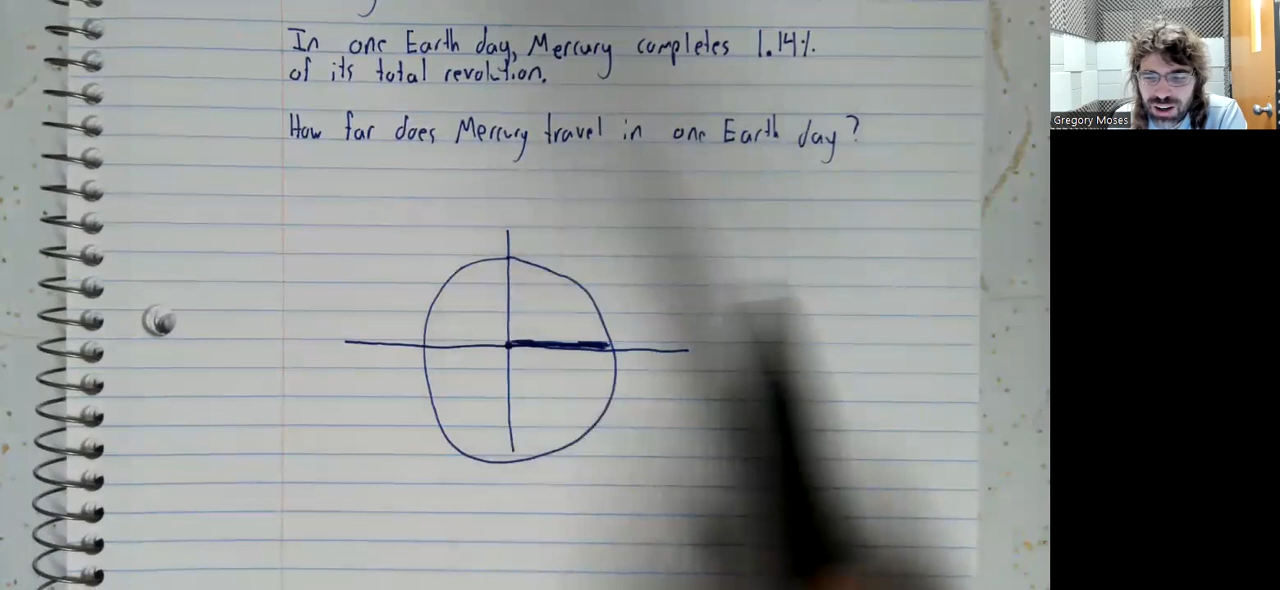 In one Earth day, Mercury completes 1.14%
of its total revolution.
How far does Mercury travel in one Earth day?
Gregory Moses